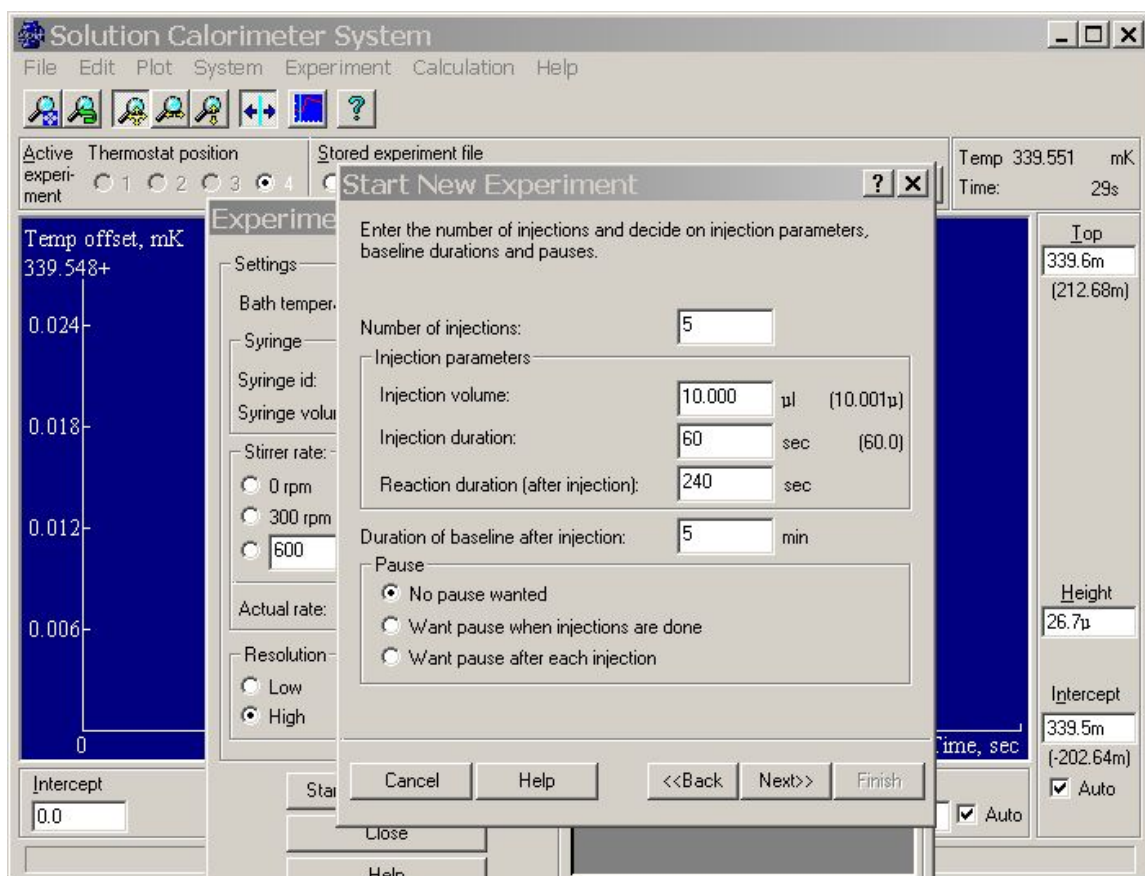 Solution Calorimeter System
File Edit Plot System Experiment Calculation Help
Active experi- ment
Thermostat position
1 2 3 4
Stored experiment file
Temp 339.551 mK
Time: 29s
Temp offset, mK
339.548+
0.024
0.018
0.012
0.006
0
Time, sec
Settings
Syringe
Syringe id:
Stirrer rate:
0 rpm
300 rpm
600
Actual rate:
Resolution
Low
High
Close
Help
Start New Experiment
Enter the number of injections and decide on injection parameters,
baseline durations and pauses.
Number of injections: 5
Injection parameters
Injection volume: 10.000 µl (10.001µ)
Injection duration: 60 sec (60.0)
Reaction duration (after injection): 240 sec
Duration of baseline after injection: 5 min
Pause
No pause wanted
Want pause when injections are done
Want pause after each injection
Cancel Help <<Back Next>> Finish
Top
339.6m
(212.68m)
Height
26.7µ
Intercept
339.5m
(-202.64m)
Auto
Intercept
0.0
Auto